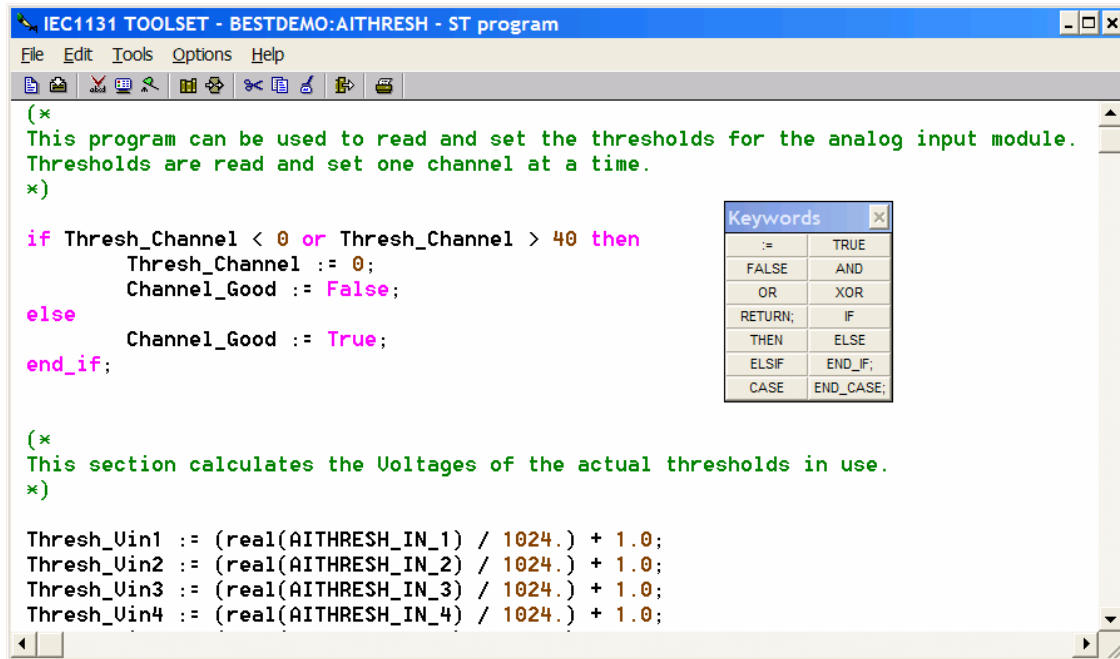 IEC1131 TOOLSET - BESTDEMO:AITHRESH - ST program
File Edit Tools Options Help
(*
This program can be used to read and set the thresholds for the analog input module.
Thresholds are read and set one channel at a time.
*)
if Thresh_Channel < 0 or Thresh_Channel > 40 then
Thresh_Channel := 0;
Channel_Good := False;
else
Channel_Good := True;
end_if;
Keywords
:= TRUE
FALSE AND
OR XOR
RETURN; IF
THEN ELSE
ELSIF END_IF;
CASE END_CASE;
(*
This section calculates the Voltages of the actual thresholds in use.
*)
Thresh_Vin1 := (real(AITHRESH_IN_1) / 1024.) + 1.0;
Thresh_Vin2 := (real(AITHRESH_IN_2) / 1024.) + 1.0;
Thresh_Vin3 := (real(AITHRESH_IN_3) / 1024.) + 1.0;
Thresh_Vin4 := (real(AITHRESH_IN_4) / 1024.) + 1.0;